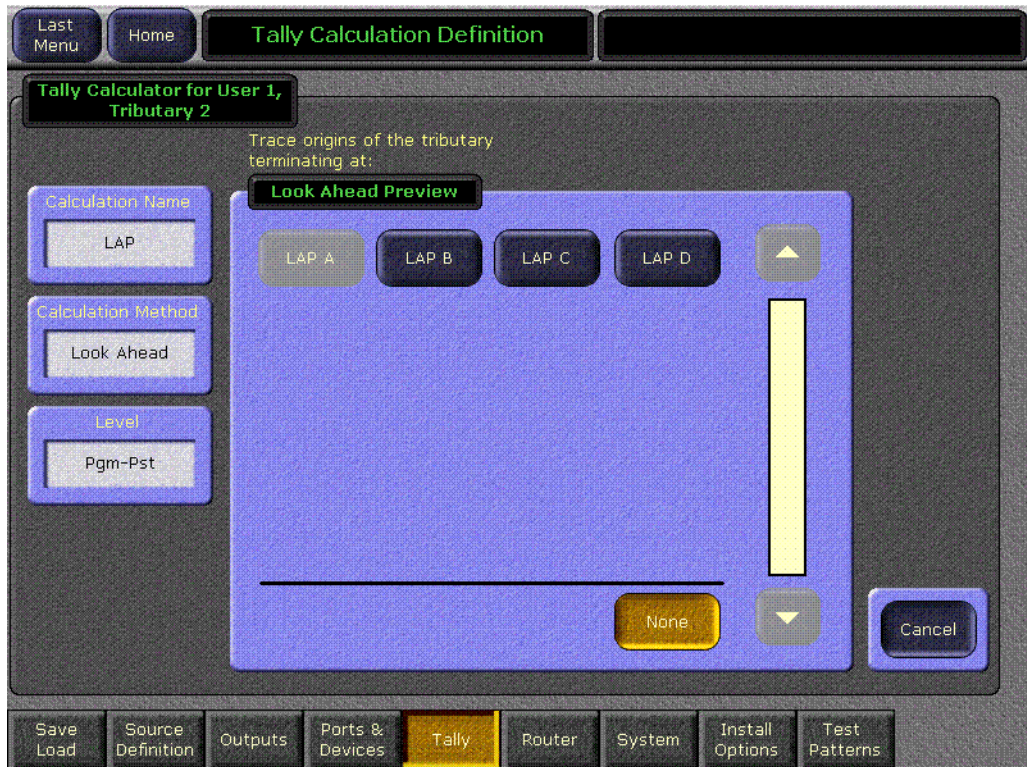 Last
Menu
Home
Tally Calculation Definition
Tally Calculator for User 1,
Tributary 2
Trace origins of the tributary
terminating at:
Look Ahead Preview
Calculation Name
LAP
LAP A
LAP B
LAP C
LAP D
Calculation Method
Look Ahead
Level
Pgm-Pst
None
Cancel
Save
Load
Source
Definition
Outputs
Ports &
Devices
Tally
Router
System
Install
Options
Test
Patterns